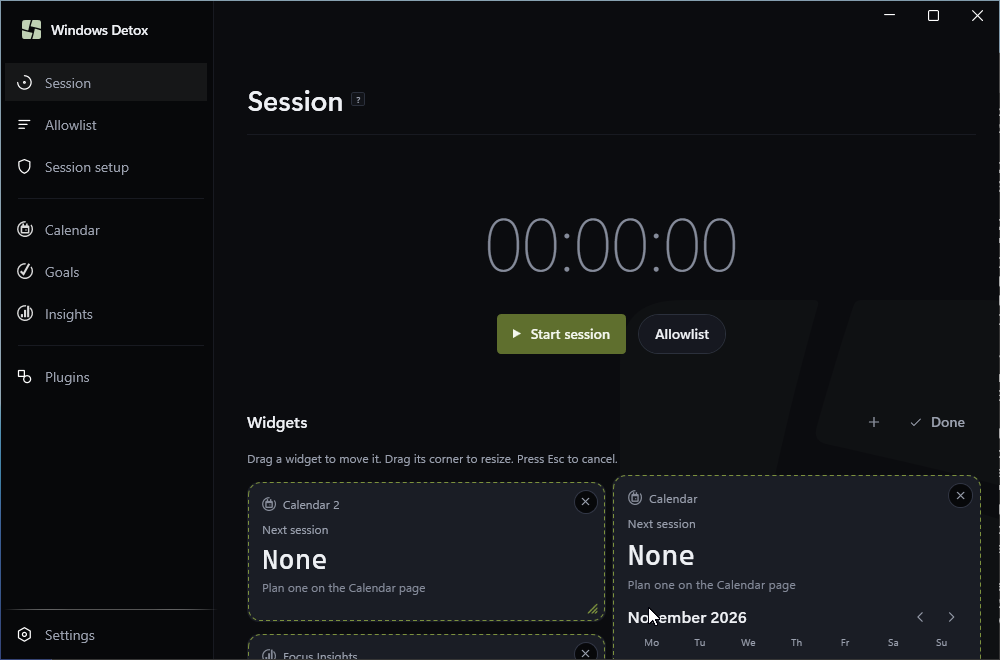 Windows Detox
Session
Allowlist
Session setup
Calendar
Goals
Insights
Plugins
Settings
Session ?
00:00:00
Start session
Allowlist
Widgets
Done
Drag a widget to move it. Drag its corner to resize. Press Esc to cancel.
Calendar 2
Next session
None
Plan one on the Calendar page
Focus Insights
Calendar
Next session
None
Plan one on the Calendar page
November 2026
Mo Tu We Th Fr Sa Su